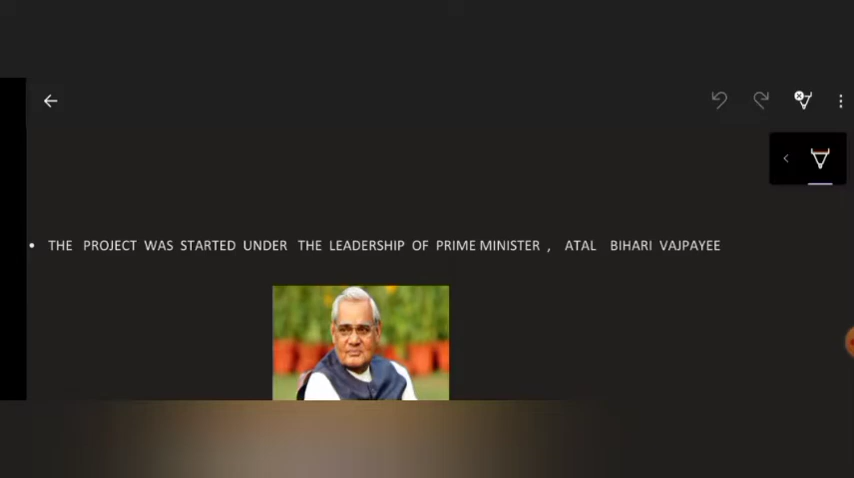 • THE PROJECT WAS STARTED UNDER THE LEADERSHIP OF PRIME MINISTER , ATAL BIHARI VAJPAYEE